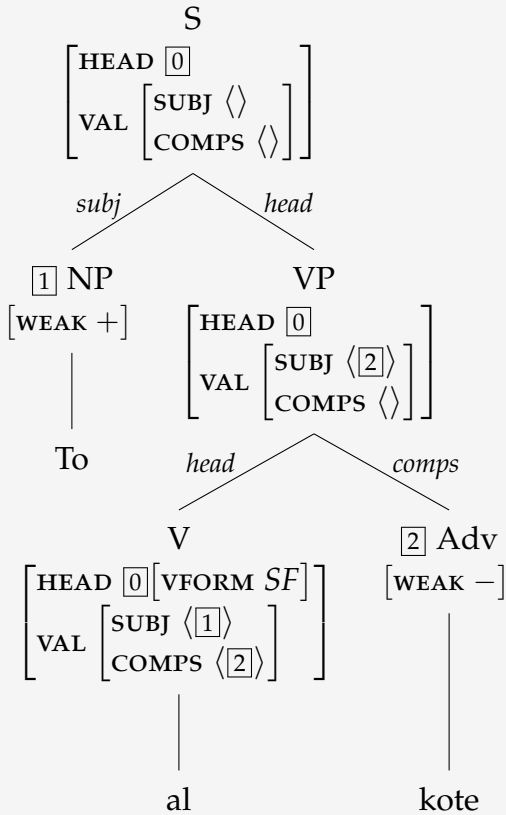 S
[HEAD [0]
VAL [SUBJ ⟨⟩
COMPS ⟨⟩]]
subj head
[1] NP VP
[WEAK +] [HEAD [0]
VAL [SUBJ ⟨[2]⟩
COMPS ⟨⟩]]
To
head comps
V [2] Adv
[HEAD [0][VFORM SF] [WEAK −]
VAL [SUBJ ⟨[1]⟩
COMPS ⟨[2]⟩]]
al kote